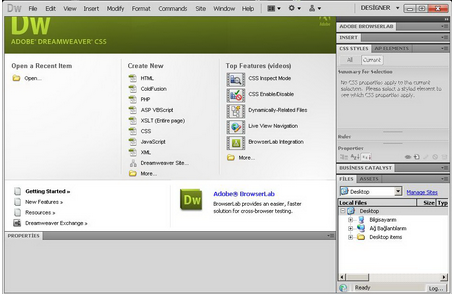 DW File Edit View Insert Modify Format Commands Site Window Help DESIGNER
DW
ADOBE® DREAMWEAVER® CS5
Open a Recent Item
Open...
Create New
HTML
ColdFusion
PHP
ASP VBScript
XSLT (Entire page)
CSS
JavaScript
XML
Dreamweaver Site...
More...
Top Features (videos)
CSS Inspect Mode
CSS Enable/Disable
Dynamically-Related Files
Live View Navigation
BrowserLab Integration
More...
Getting Started »
New Features »
Resources »
Dreamweaver Exchange »
Dw
Adobe® BrowserLab
BrowserLab provides an easier, faster
solution for cross-browser testing.
PROPERTIES
ADOBE BROWSERLAB
INSERT
CSS STYLES AP ELEMENTS
All Current
Summary for Selection
No CSS properties apply to the current
selection. Please select a styled element to
see which CSS properties apply.
Rules
Properties
BUSINESS CATALYST
FILES ASSETS
Desktop Manage Sites
Local Files Size Typ
Desktop
Bilgisayarım
Ağ Bağlantılarım
Desktop items
Ready Log...